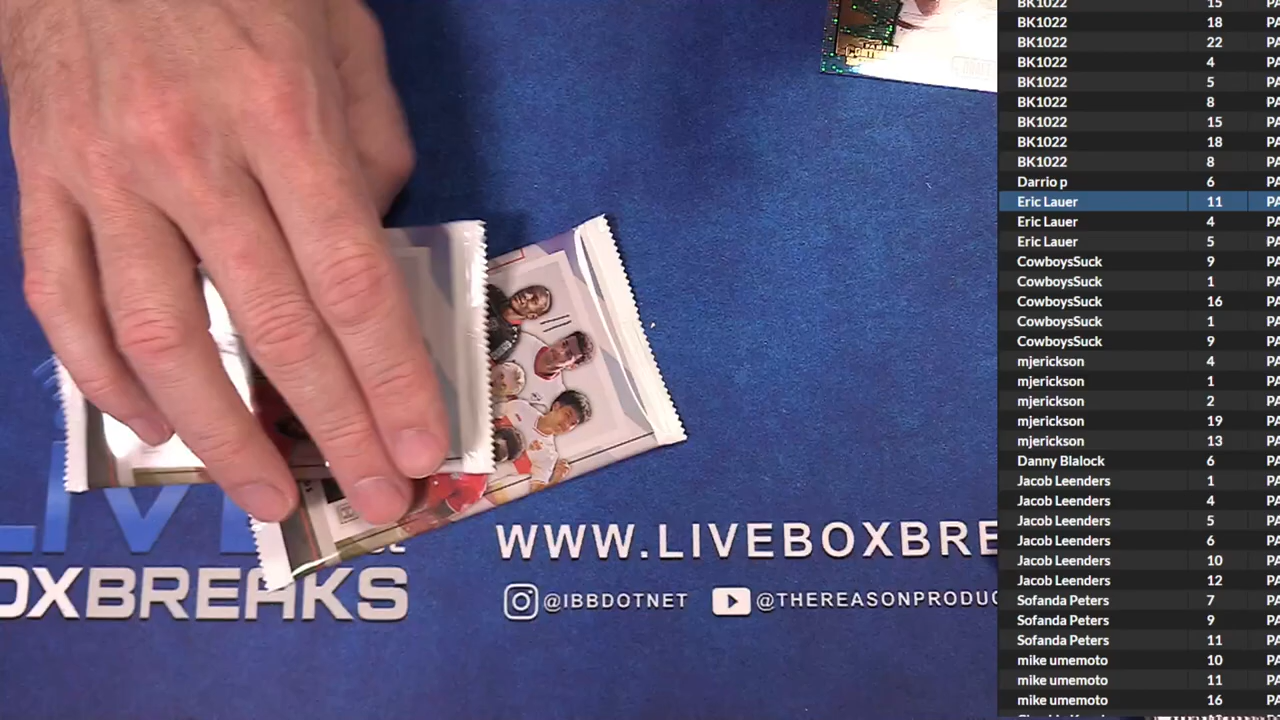 BK1022 15 PA
BK1022 18 PA
BK1022 22 PA
BK1022 4 PA
BK1022 5 PA
BK1022 8 PA
BK1022 15 PA
BK1022 18 PA
BK1022 8 PA
Darrio p 6 PA
Eric Lauer 11 PA
Eric Lauer 4 PA
Eric Lauer 5 PA
CowboysSuck 9 PA
CowboysSuck 1 PA
CowboysSuck 16 PA
CowboysSuck 1 PA
CowboysSuck 9 PA
mjerickson 4 PA
mjerickson 1 PA
mjerickson 2 PA
mjerickson 19 PA
mjerickson 13 PA
Danny Blalock 6 PA
Jacob Leenders 1 PA
Jacob Leenders 4 PA
Jacob Leenders 5 PA
Jacob Leenders 6 PA
Jacob Leenders 10 PA
Jacob Leenders 12 PA
Sofanda Peters 7 PA
Sofanda Peters 9 PA
Sofanda Peters 11 PA
mike umemoto 10 PA
mike umemoto 11 PA
mike umemoto 16 PA
LIVE
OXBREAKS
WWW.LIVEBOXBRE
@IBBDOTNET @THEREASONPRODUC